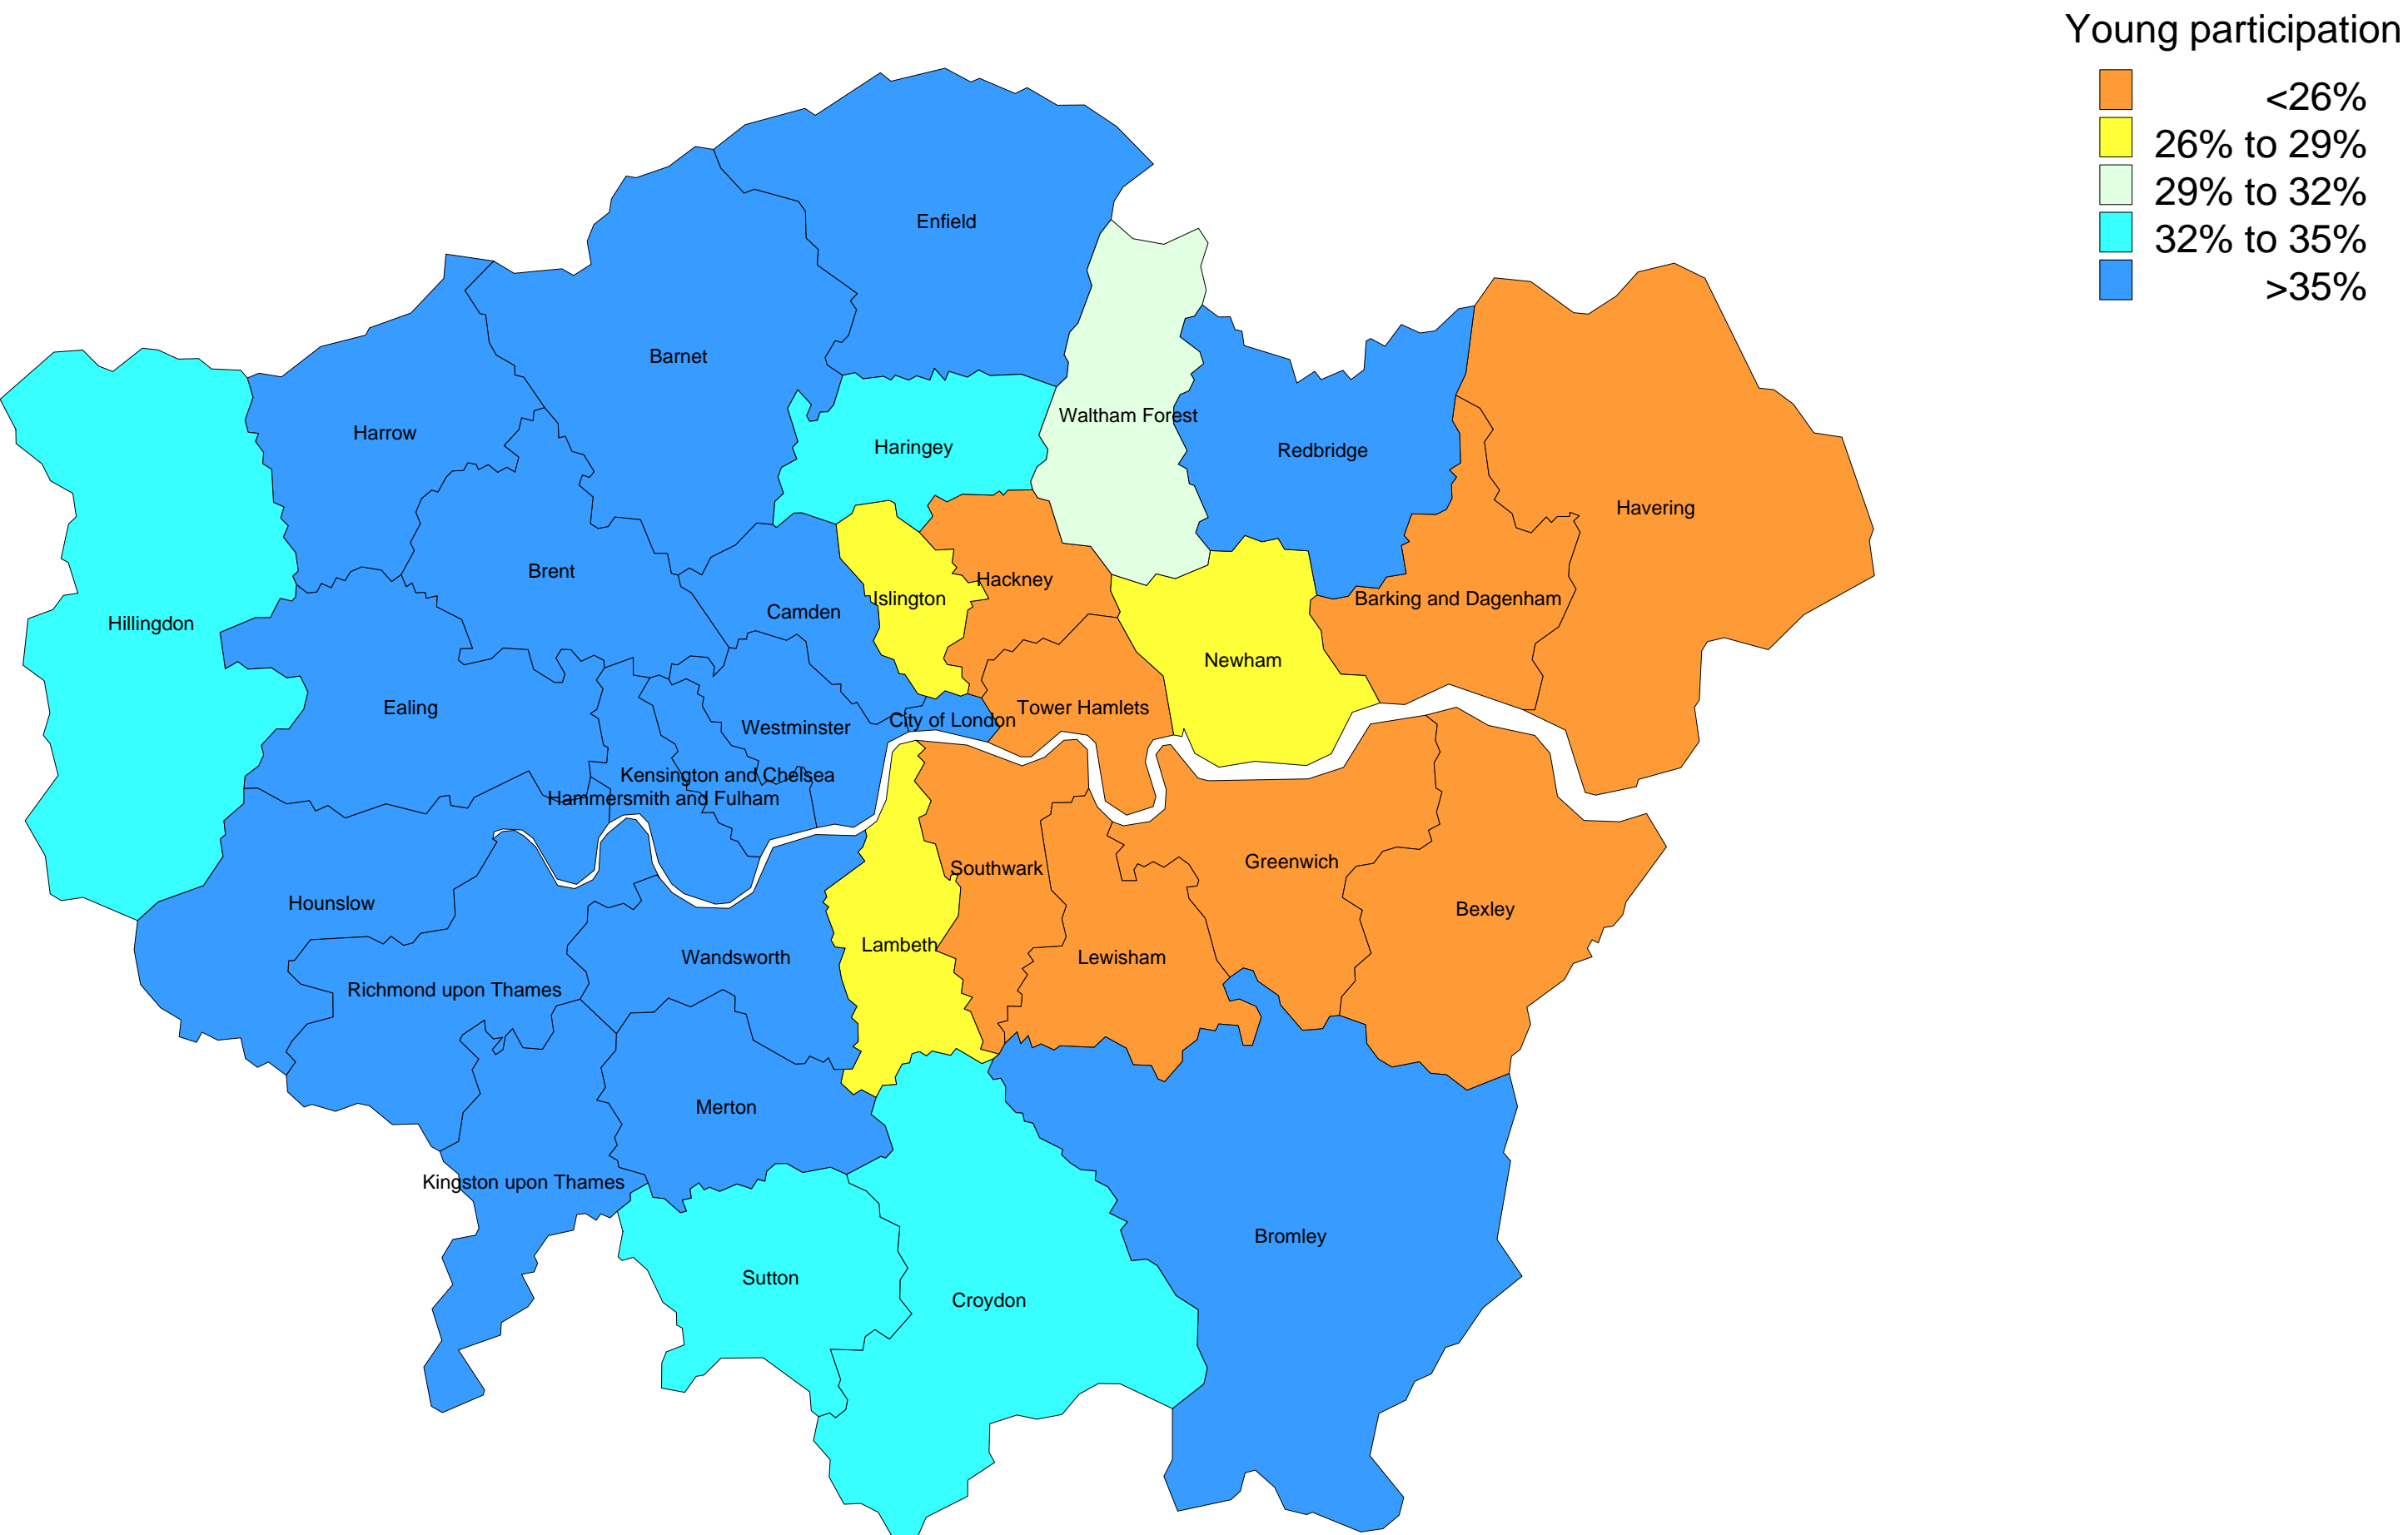 Young participation
<26%
26% to 29%
29% to 32%
32% to 35%
>35%
Enfield
Barnet
Waltham Forest
Harrow
Haringey
Redbridge
Havering
Brent
Hackney
Islington
Barking and Dagenham
Camden
Hillingdon
Newham
Ealing
Tower Hamlets
City of London
Westminster
Kensington and Chelsea
Hammersmith and Fulham
Greenwich
Southwark
Hounslow
Bexley
Lambeth
Wandsworth
Lewisham
Richmond upon Thames
Merton
Kingston upon Thames
Bromley
Sutton
Croydon